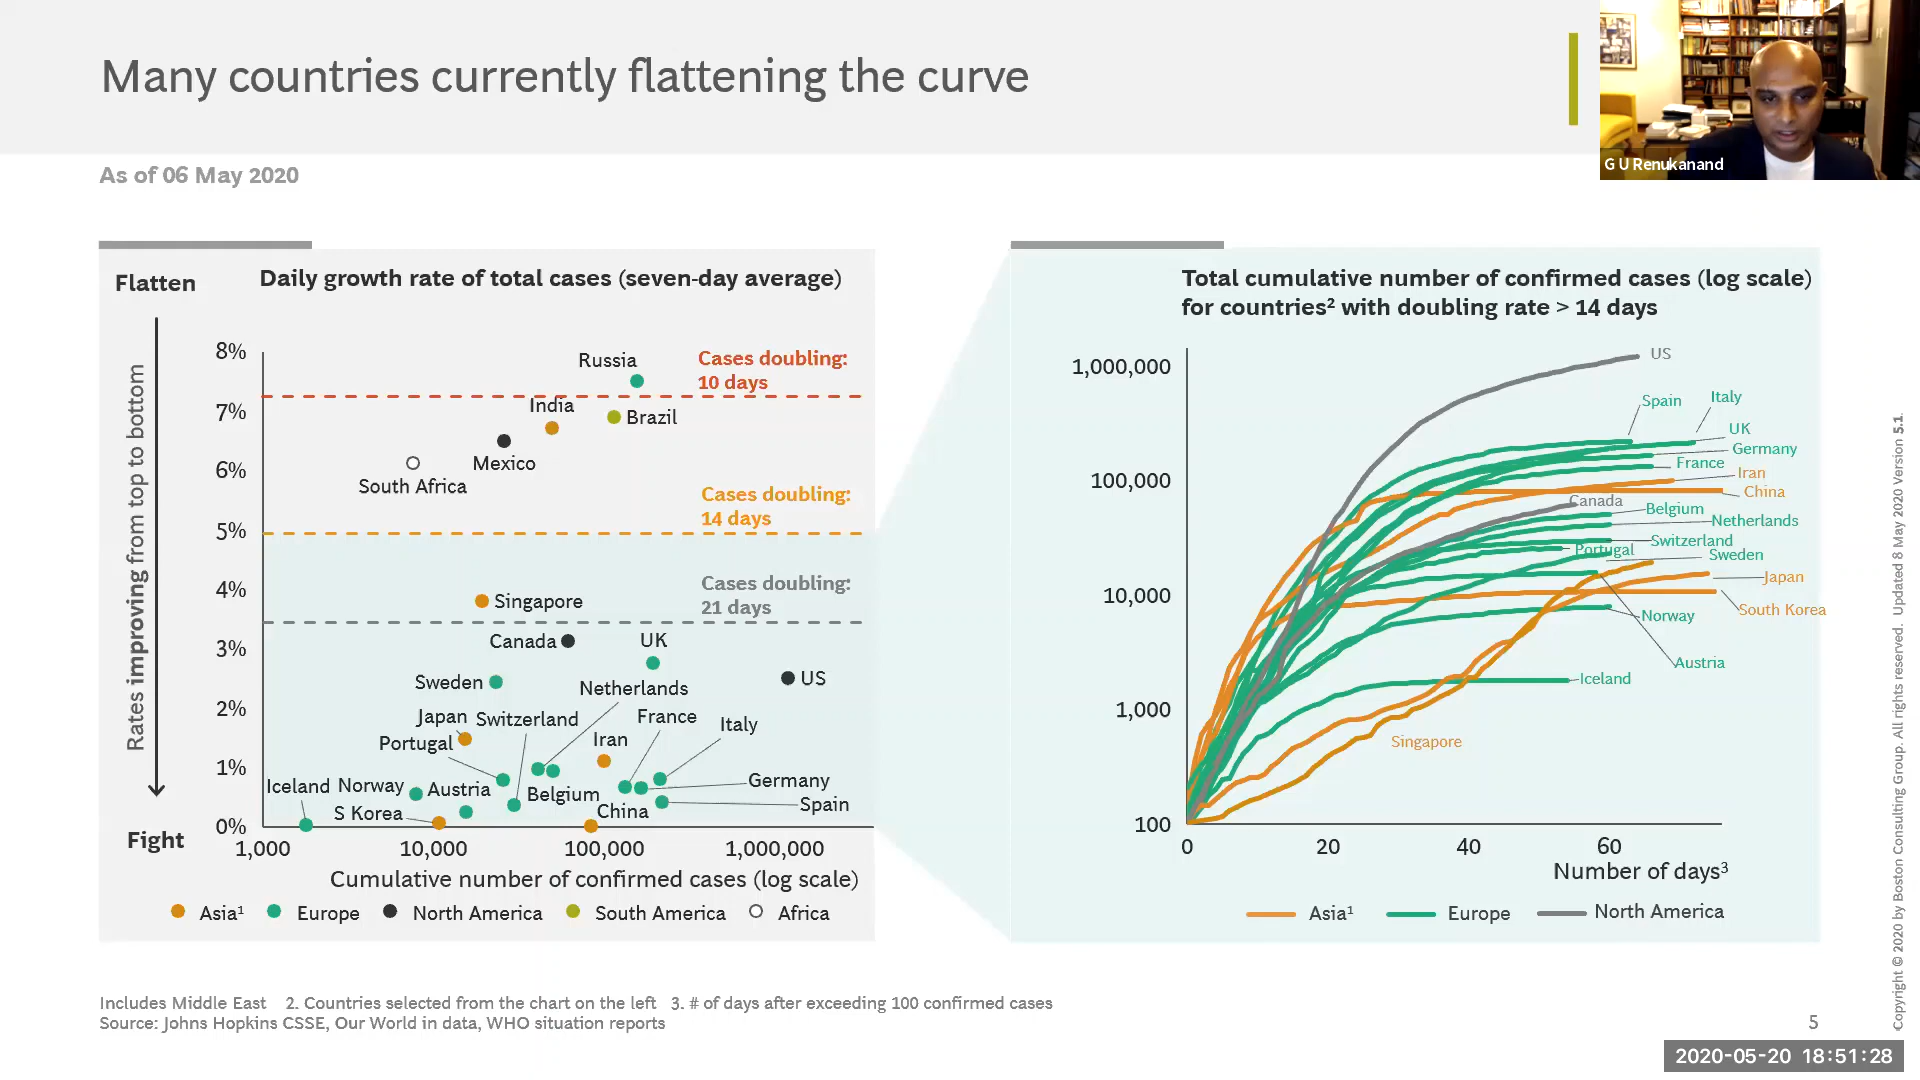 Many countries currently flattening the curve
G U Renukanand
As of 06 May 2020
Flatten
Rates improving from top to bottom
Fight
Daily growth rate of total cases (seven-day average)
8%
7%
6%
5%
4%
3%
2%
1%
0%
Cases doubling:
10 days
Cases doubling:
14 days
Cases doubling:
21 days
Russia
India
Brazil
Mexico
South Africa
Singapore
Canada
UK
Sweden
US
Netherlands
Japan
Switzerland
France
Italy
Portugal
Iran
Iceland
Norway
Austria
Belgium
Germany
S Korea
China
Spain
1,000
10,000
100,000
1,000,000
Cumulative number of confirmed cases (log scale)
Asia¹
Europe
North America
South America
Africa
Total cumulative number of confirmed cases (log scale)
for countries² with doubling rate > 14 days
1,000,000
100,000
10,000
1,000
100
US
Spain
Italy
UK
Germany
France
Iran
China
Canada
Belgium
Netherlands
Switzerland
Portugal
Sweden
Japan
South Korea
Norway
Austria
Iceland
Singapore
0
20
40
60
Number of days³
Asia¹
Europe
North America
Includes Middle East 2. Countries selected from the chart on the left 3. # of days after exceeding 100 confirmed cases
Source: Johns Hopkins CSSE, Our World in data, WHO situation reports
5
Copyright © 2020 by Boston Consulting Group. All rights reserved. Updated 8 May 2020 Version 5.1.
2020-05-20 18:51:28